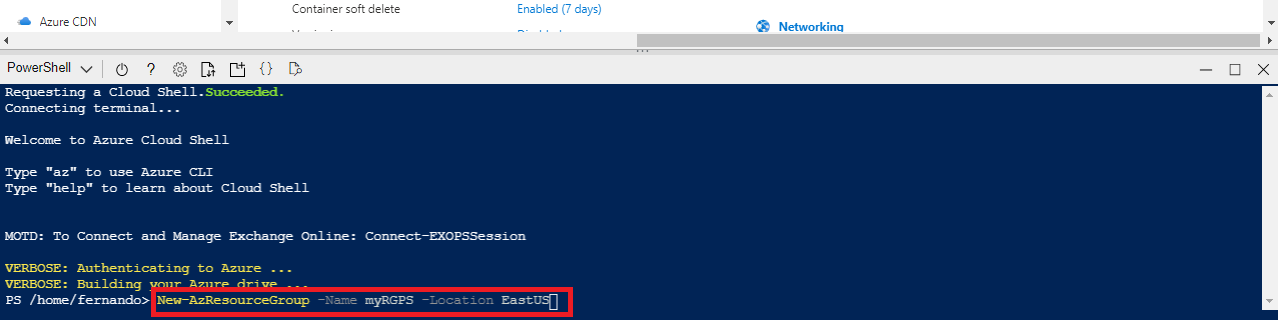 Container soft delete
Enabled (7 days)
Azure CDN
Networking
PowerShell
Requesting a Cloud Shell.Succeeded.
Connecting terminal...
Welcome to Azure Cloud Shell
Type "az" to use Azure CLI
Type "help" to learn about Cloud Shell
MOTD: To Connect and Manage Exchange Online: Connect-EXOPSSession
VERBOSE: Authenticating to Azure ...
VERBOSE: Building your Azure drive ...
PS /home/fernando> New-AzResourceGroup -Name myRGPS -Location EastUS